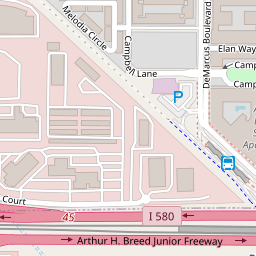 Melodia Circle
Campbell Lane
DeMarcus Boulevard
Elan Way
Camp
Camp
P
Court
45
I 580
Arthur H. Breed Junior Freeway